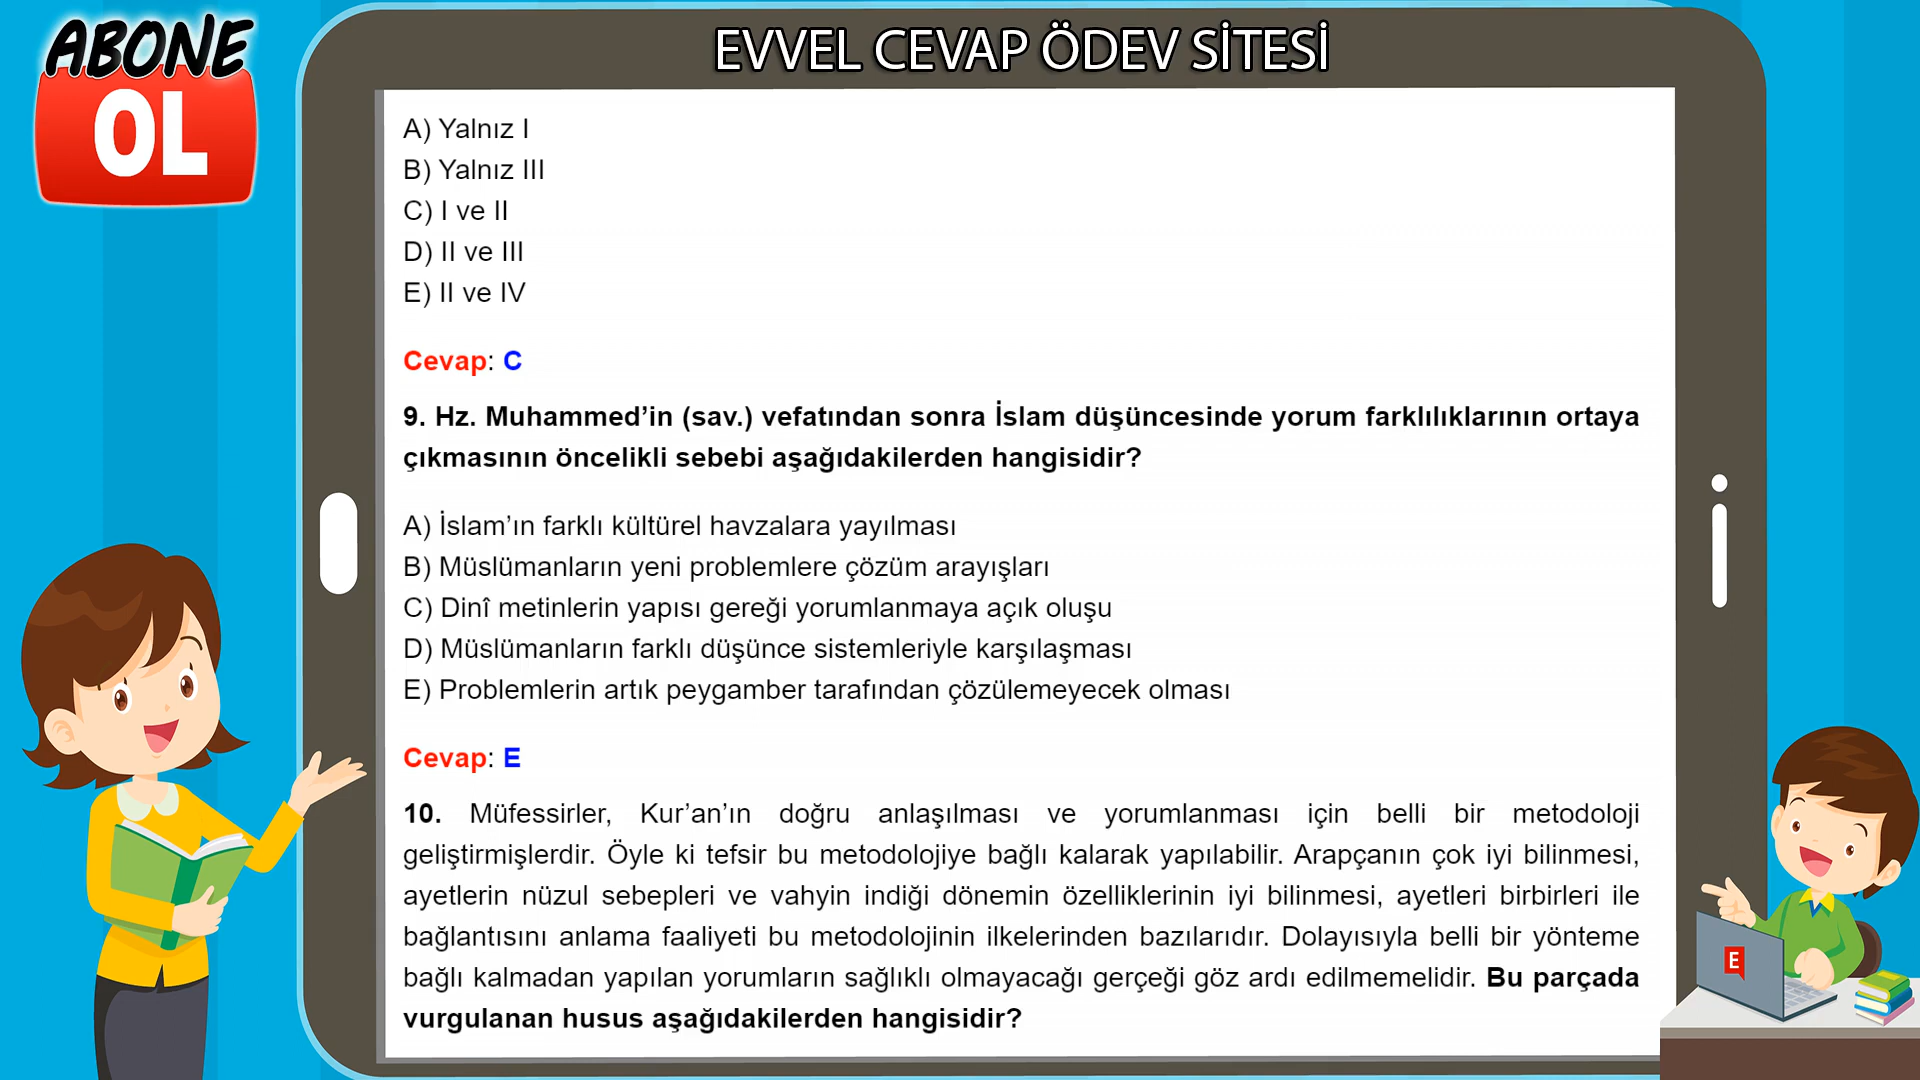 ABONE
OL
EVVEL CEVAP ÖDEV SİTESİ
A) Yalnız I
B) Yalnız III
C) I ve II
D) II ve III
E) II ve IV
Cevap: C
9. Hz. Muhammed’in (sav.) vefatından sonra İslam düşüncesinde yorum farklılıklarının ortaya
çıkmasının öncelikli sebebi aşağıdakilerden hangisidir?
A) İslam’ın farklı kültürel havzalara yayılması
B) Müslümanların yeni problemlere çözüm arayışları
C) Dinî metinlerin yapısı gereği yorumlanmaya açık oluşu
D) Müslümanların farklı düşünce sistemleriyle karşılaşması
E) Problemlerin artık peygamber tarafından çözülemeyecek olması
Cevap: E
10. Müfessirler, Kur’an’ın doğru anlaşılması ve yorumlanması için belli bir metodoloji
geliştirmişlerdir. Öyle ki tefsir bu metodolojiye bağlı kalarak yapılabilir. Arapçanın çok iyi bilinmesi,
ayetlerin nüzul sebepleri ve vahyin indiği dönemin özelliklerinin iyi bilinmesi, ayetleri birbirleri ile
bağlantısını anlama faaliyeti bu metodolojinin ilkelerinden bazılarıdır. Dolayısıyla belli bir yönteme
bağlı kalmadan yapılan yorumların sağlıklı olmayacağı gerçeği göz ardı edilmemelidir. Bu parçada
vurgulanan husus aşağıdakilerden hangisidir?
E